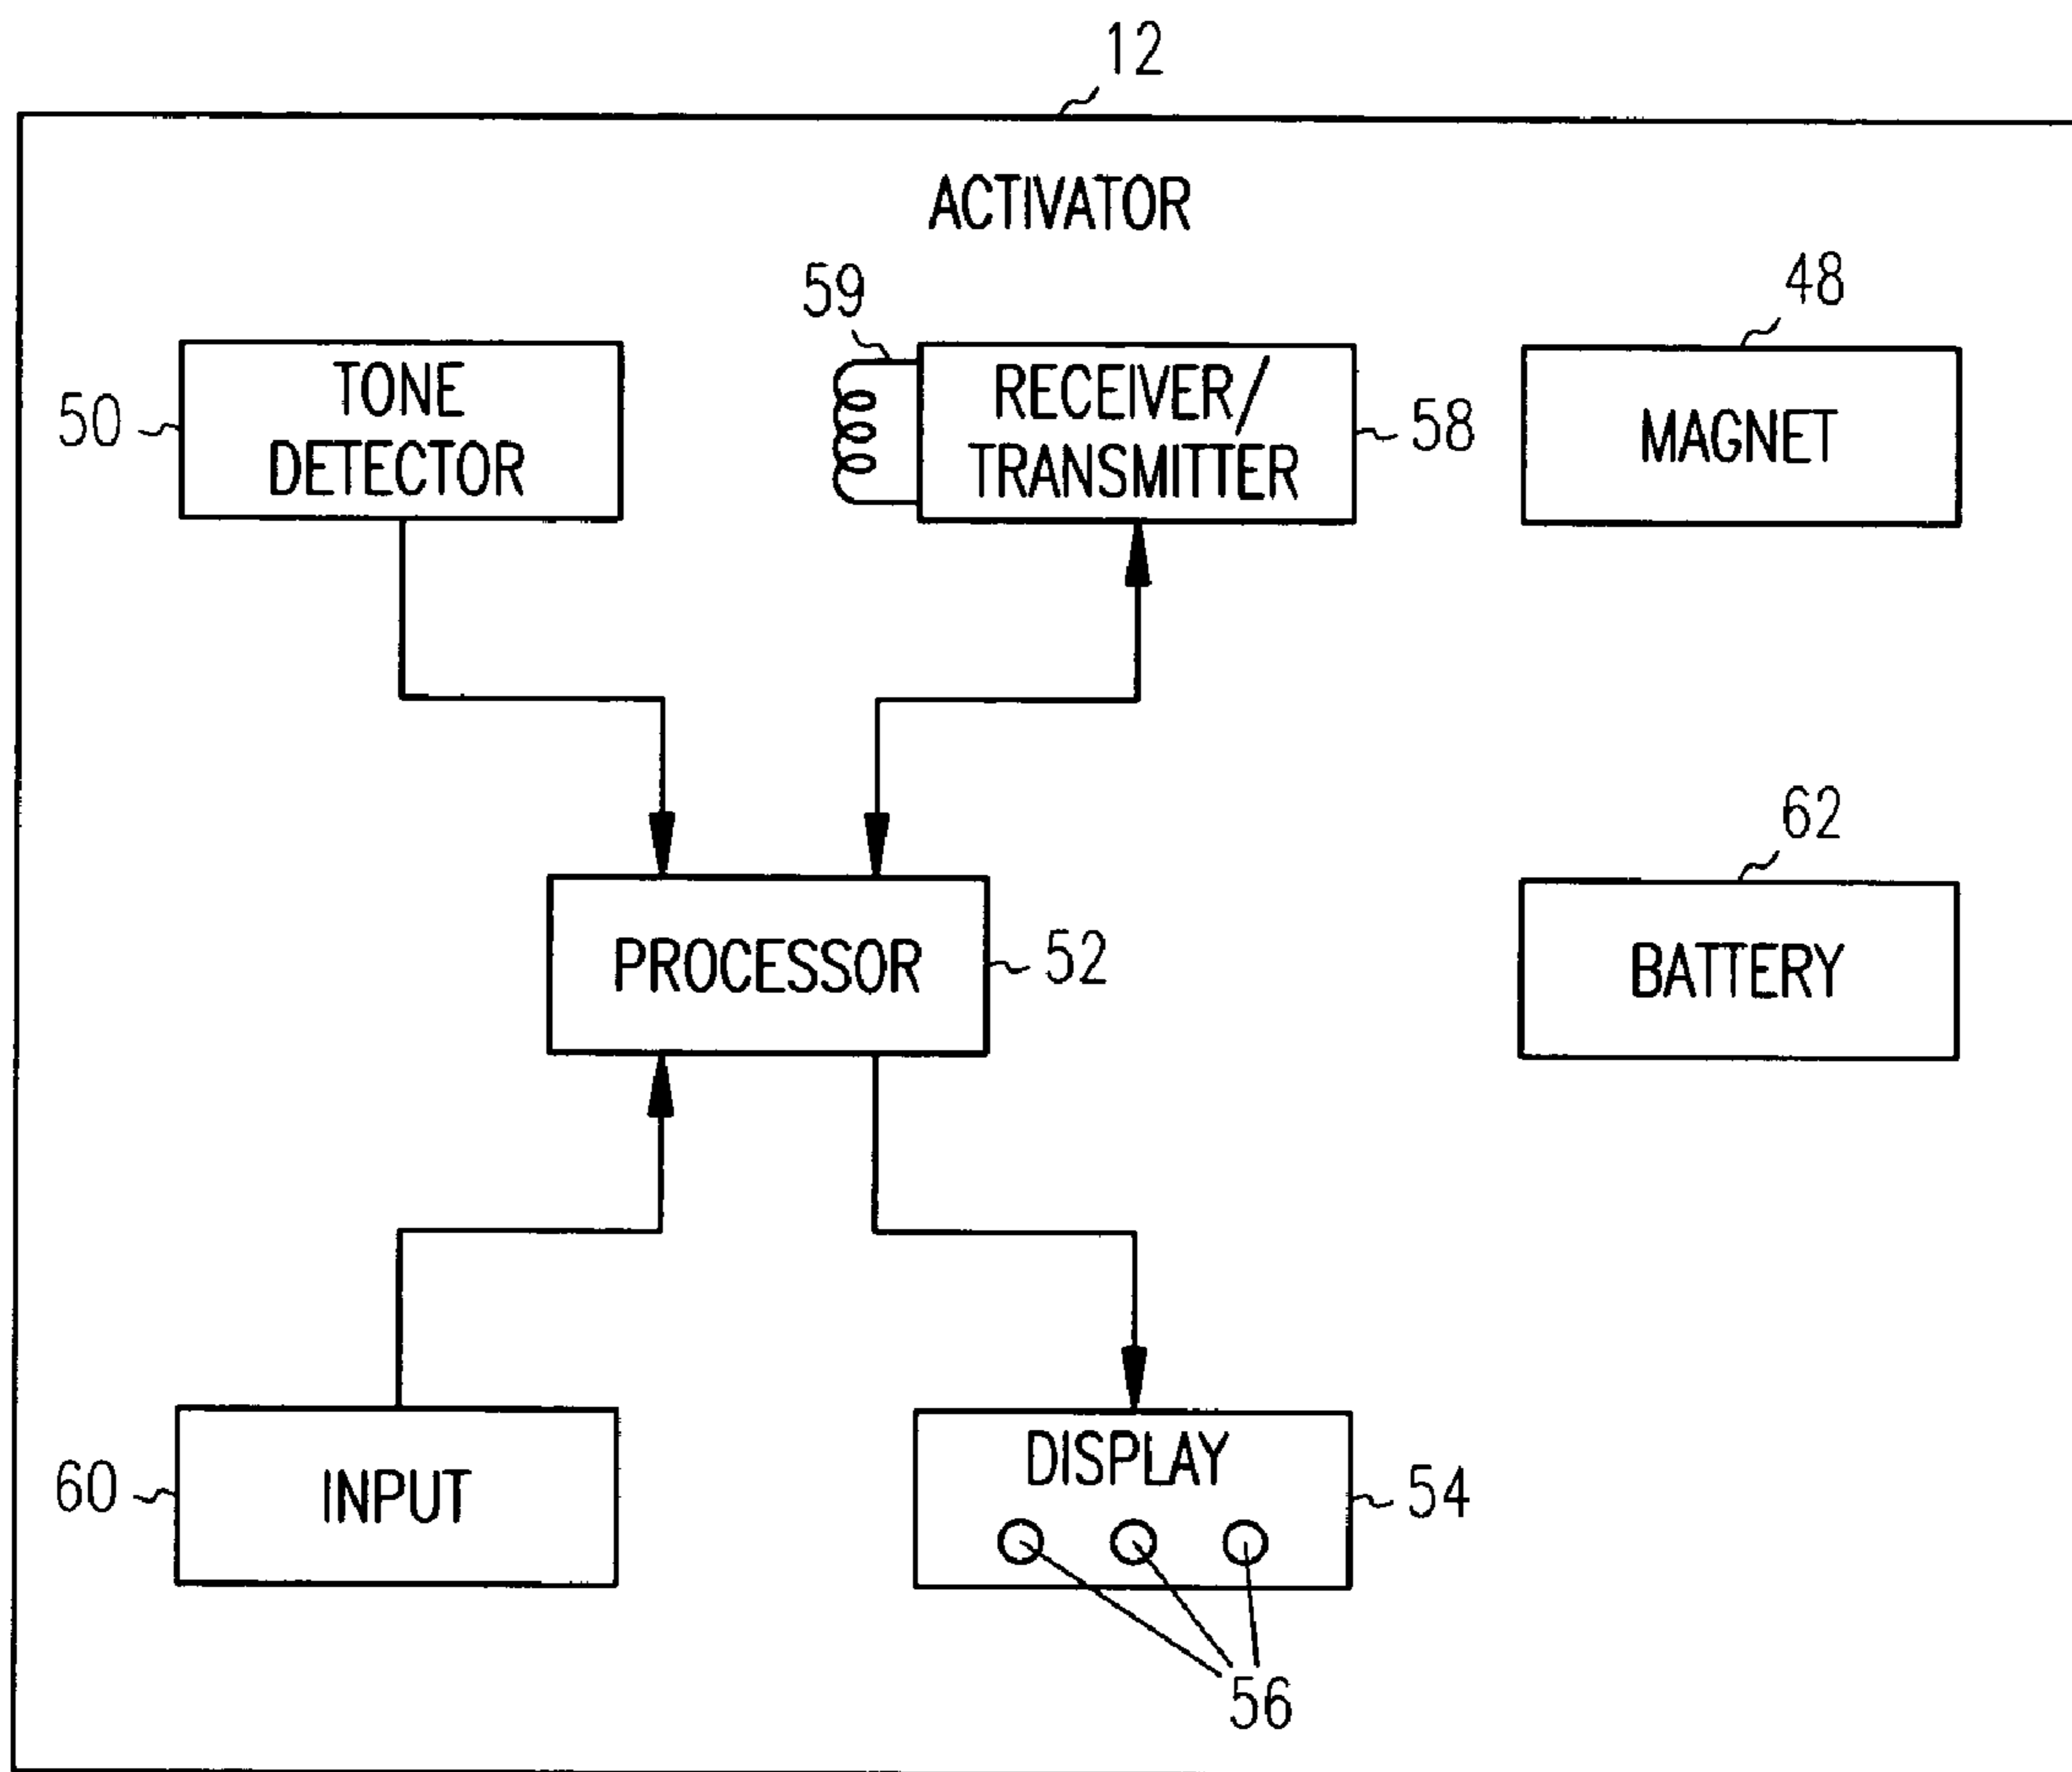 12
ACTIVATOR
59
48
50
TONE
DETECTOR
RECEIVER/
TRANSMITTER
58
MAGNET
62
PROCESSOR
52
BATTERY
60
INPUT
DISPLAY
54
56